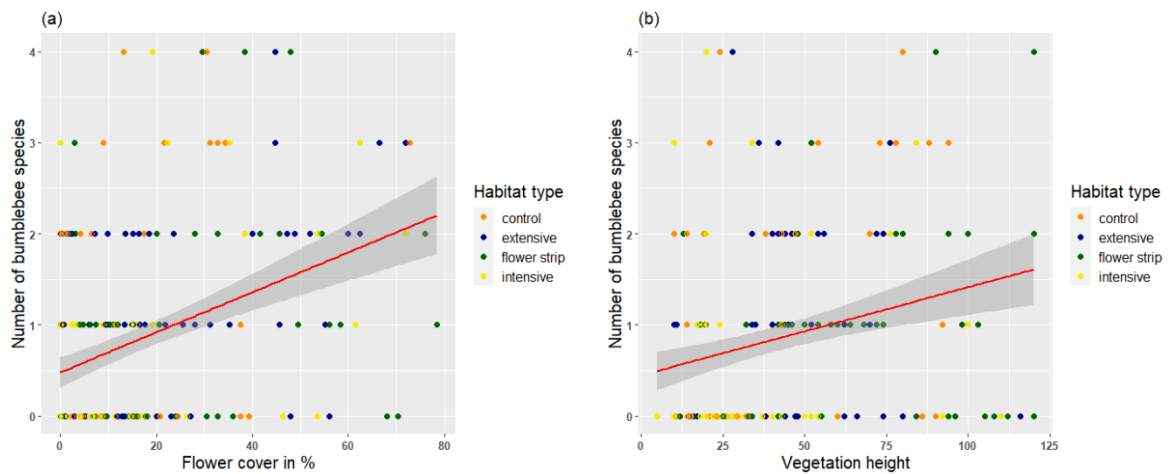 (a)
Number of bumblebee species
4
3
2
1
0
0
20
40
60
80
Flower cover in %
Habitat type
control
extensive
flower strip
intensive
(b)
Number of bumblebee species
4
3
2
1
0
0
25
50
75
100
125
Vegetation height
Habitat type
control
extensive
flower strip
intensive